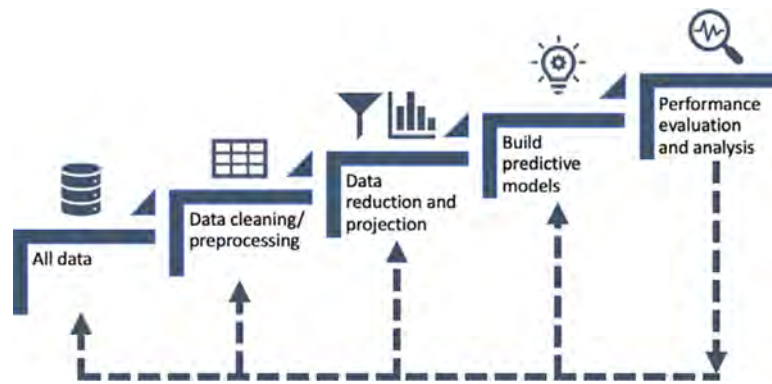 All data
Data cleaning/
preprocessing
Data
reduction and
projection
Build
predictive
models
Performance
evaluation
and analysis